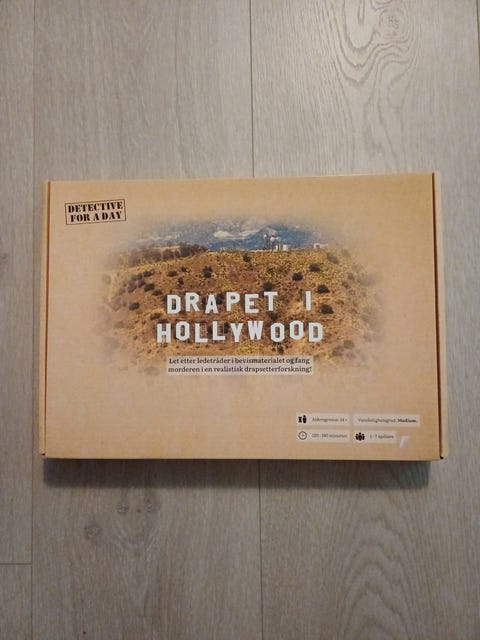 DETECTIVE
FOR A DAY
DRAPET I
HOLLYWOOD
Let etter ledetråder i bevismaterialet og fang
morderen i en realistisk drapsetterforskning!
Aldersgrense: 14 +
Vanskelighetsgrad: Medium.
120 - 180 minutter
1 - 7 spillere